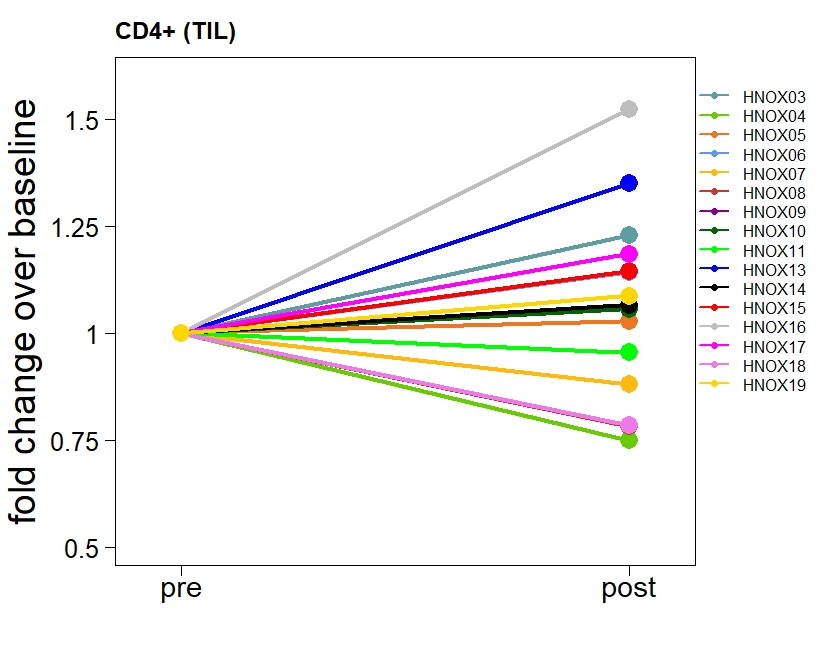 CD4+ (TIL)
fold change over baseline
1.5
1.25
1
0.75
0.5
pre
post
HNOX03
HNOX04
HNOX05
HNOX06
HNOX07
HNOX08
HNOX09
HNOX10
HNOX11
HNOX13
HNOX14
HNOX15
HNOX16
HNOX17
HNOX18
HNOX19